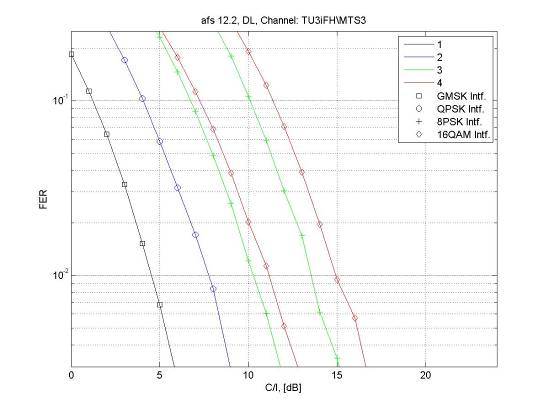 afs 12.2, DL, Channel: TU3iFH\MTS3
1
2
3
4
GMSK Intf.
QPSK Intf.
8PSK Intf.
16QAM Intf.
10^-1
10^-2
FER
0 5 10 15 20
C/I, [dB]